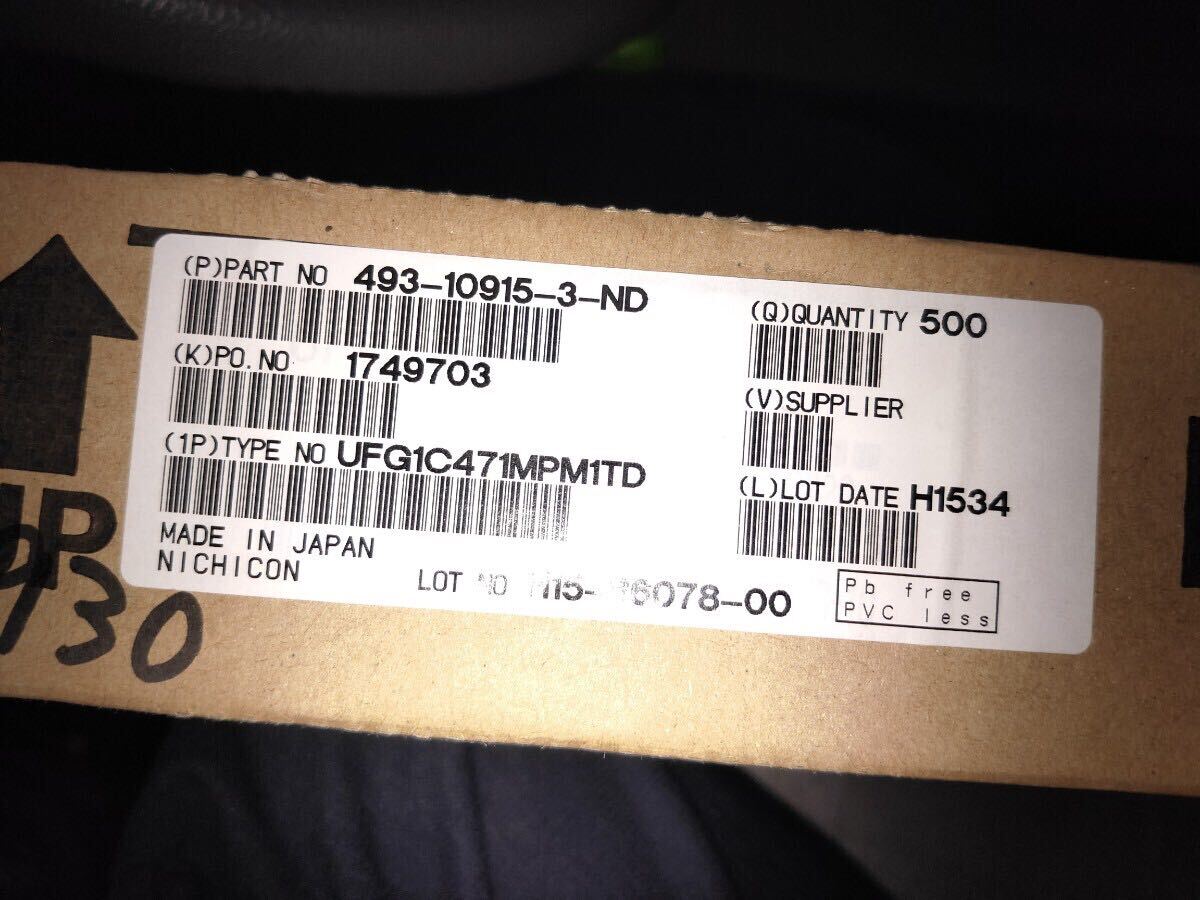 (P)PART NO 493-10915-3-ND
(Q)QUANTITY 500
(K)PO.NO 1749703
(V)SUPPLIER
(1P)TYPE NO UFG1C471MPM1TD
(L)LOT DATE H1534
MADE IN JAPAN
NICHICON
LOT NO
Pb free
PVC less
930